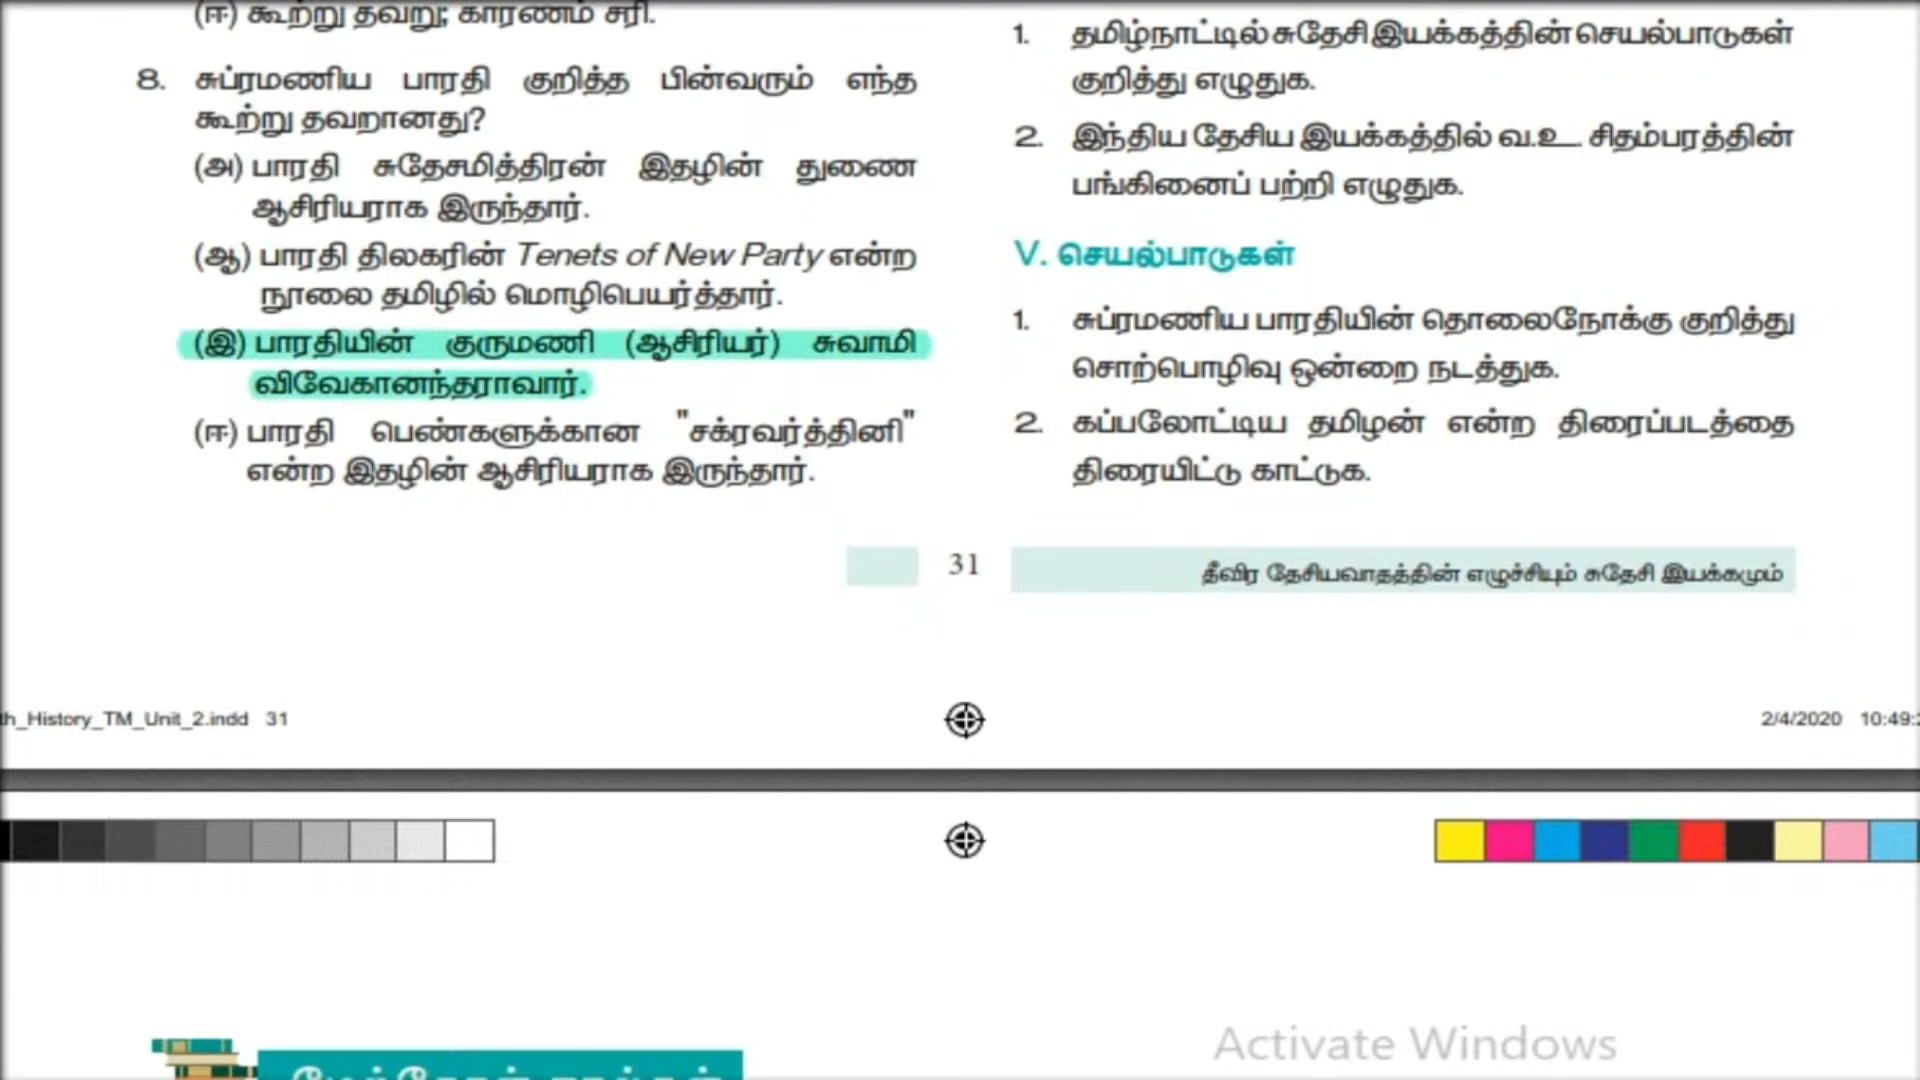 (ஈ) கூற்று தவறு; காரணம் சரி.
8. சுப்ரமணிய பாரதி குறித்த பின்வரும் எந்த
கூற்று தவறானது?
(அ) பாரதி சுதேசமித்திரன் இதழின் துணை
ஆசிரியராக இருந்தார்.
(ஆ) பாரதி திலகரின் Tenets of New Party என்ற
நூலை தமிழில் மொழிபெயர்த்தார்.
(இ) பாரதியின் குருமணி (ஆசிரியர்) சுவாமி
விவேகானந்தராவார்.
(ஈ) பாரதி பெண்களுக்கான "சக்ரவர்த்தினி"
என்ற இதழின் ஆசிரியராக இருந்தார்.
1. தமிழ்நாட்டில் சுதேசி இயக்கத்தின் செயல்பாடுகள்
குறித்து எழுதுக.
2. இந்திய தேசிய இயக்கத்தில் வ.உ. சிதம்பரத்தின்
பங்கினைப் பற்றி எழுதுக.
V. செயல்பாடுகள்
1. சுப்ரமணிய பாரதியின் தொலைநோக்கு குறித்து
சொற்பொழிவு ஒன்றை நடத்துக.
2. கப்பலோட்டிய தமிழன் என்ற திரைப்படத்தை
திரையிட்டு காட்டுக.
31
தீவிர தேசியவாதத்தின் எழுச்சியும் சுதேசி இயக்கமும்
th_History_TM_Unit_2.indd 31
2/4/2020 10:49:2
Activate Windows